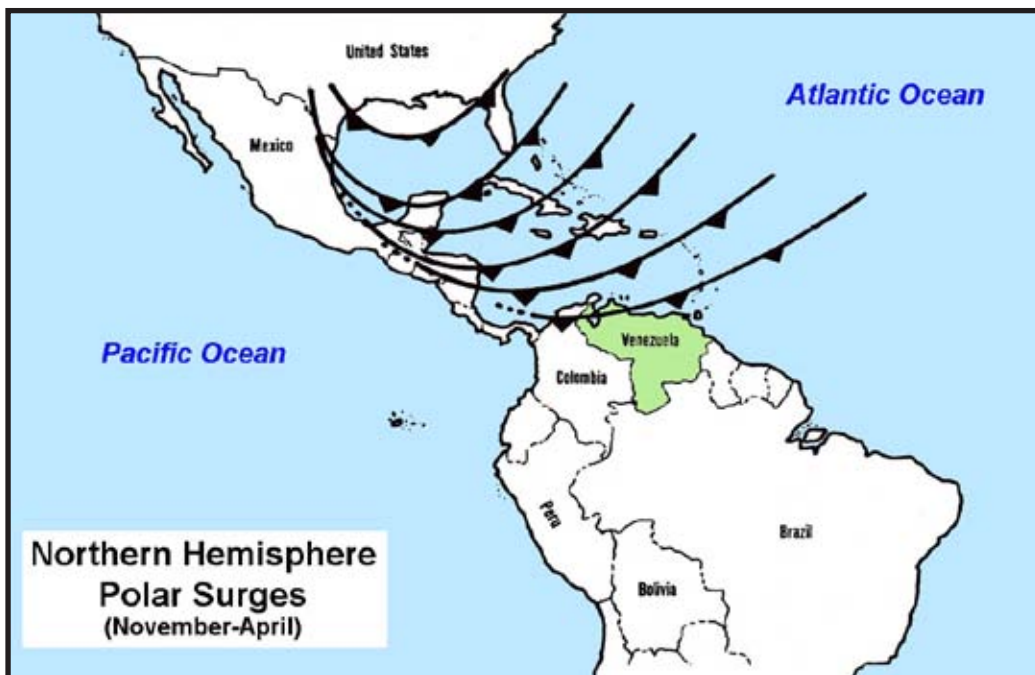 United States
Atlantic Ocean
Mexico
Pacific Ocean
Venezuela
Colombia
Peru
Brazil
Bolivia
Northern Hemisphere
Polar Surges
(November-April)